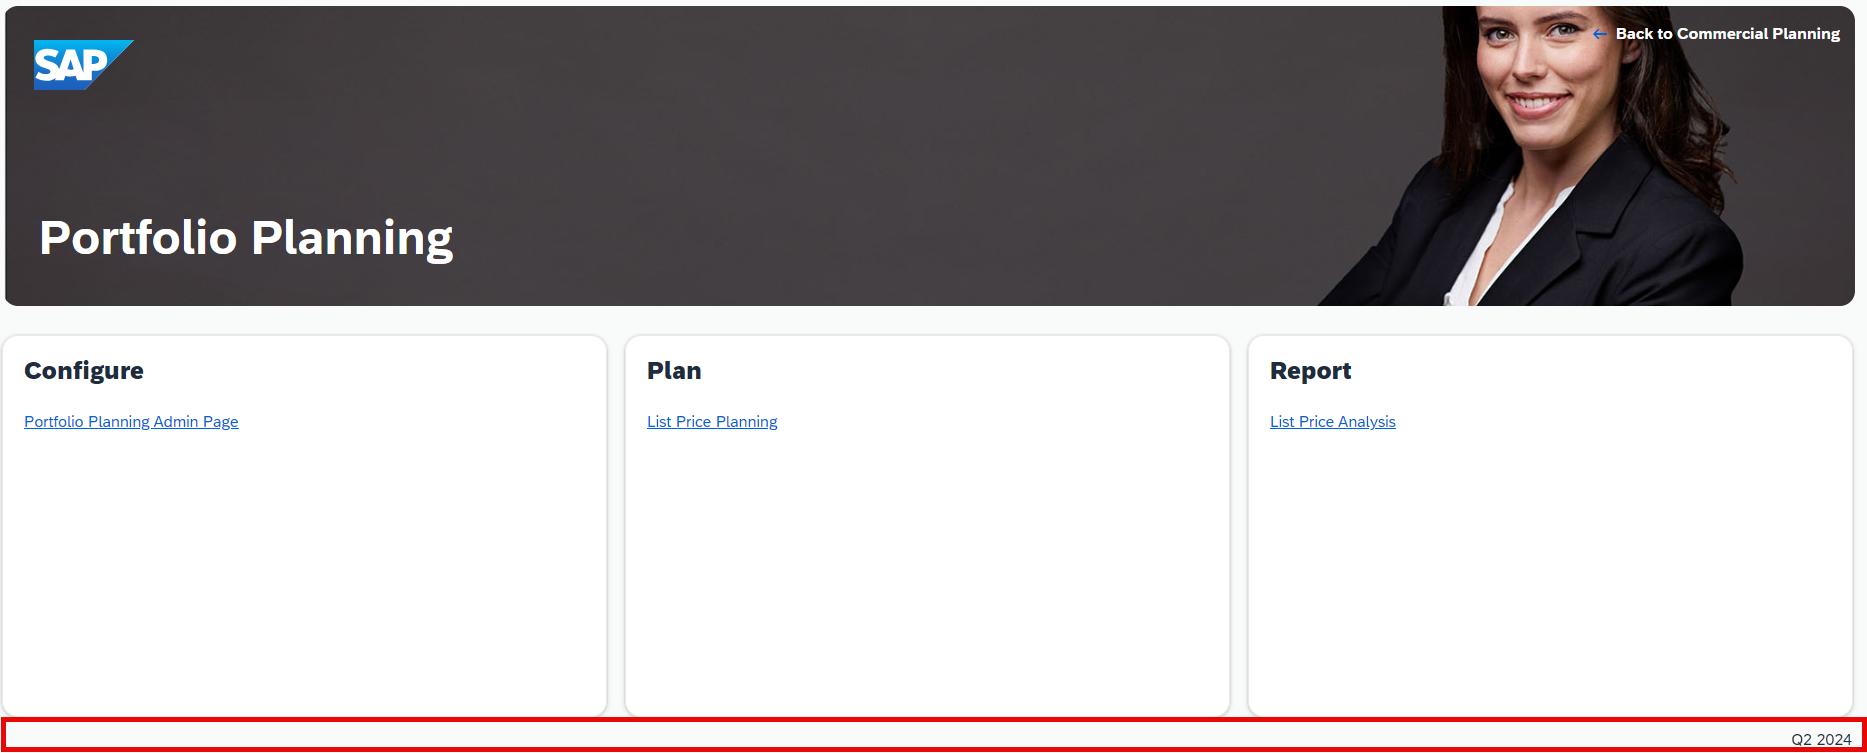 SAP
← Back to Commercial Planning
Portfolio Planning
Configure
Portfolio Planning Admin Page
Plan
List Price Planning
Report
List Price Analysis
Q2 2024